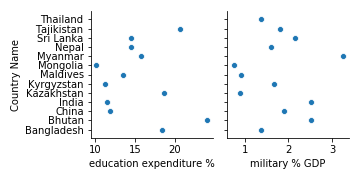 Country Name
Thailand
Tajikistan
Sri Lanka
Nepal
Myanmar
Mongolia
Maldives
Kyrgyzstan
Kazakhstan
India
China
Bhutan
Bangladesh
10 15 20
education expenditure %
1 2 3
military % GDP